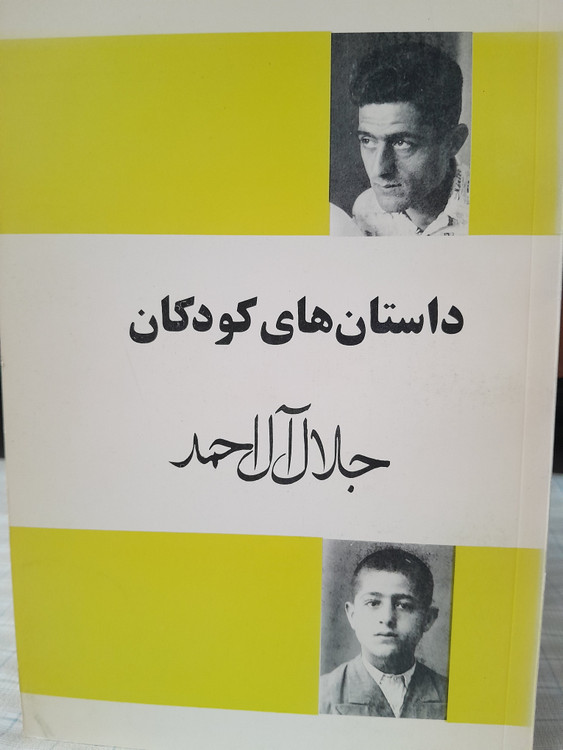 داستان‌های کودکان
جلال آل احمد